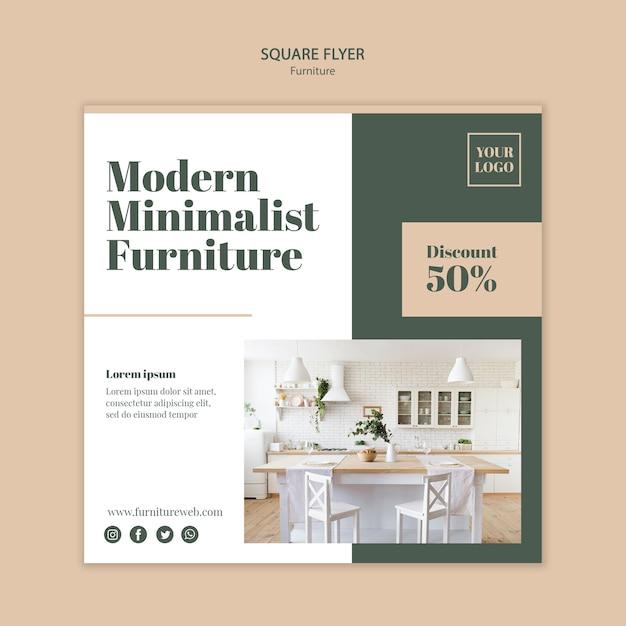 SQUARE FLYER
Furniture
Modern
Minimalist
Furniture
YOUR
LOGO
Discount
50%
Lorem ipsum
Lorem ipsum dolor sit amet,
consectetur adipiscing elit,
sed do eiusmod tempor
www.furnitureweb.com